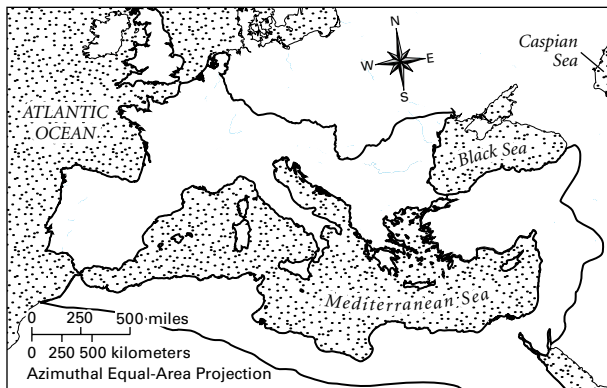 N
W E
S
Caspian
Sea
ATLANTIC
OCEAN
Black Sea
Mediterranean Sea
0 250 500 miles
0 250 500 kilometers
Azimuthal Equal-Area Projection